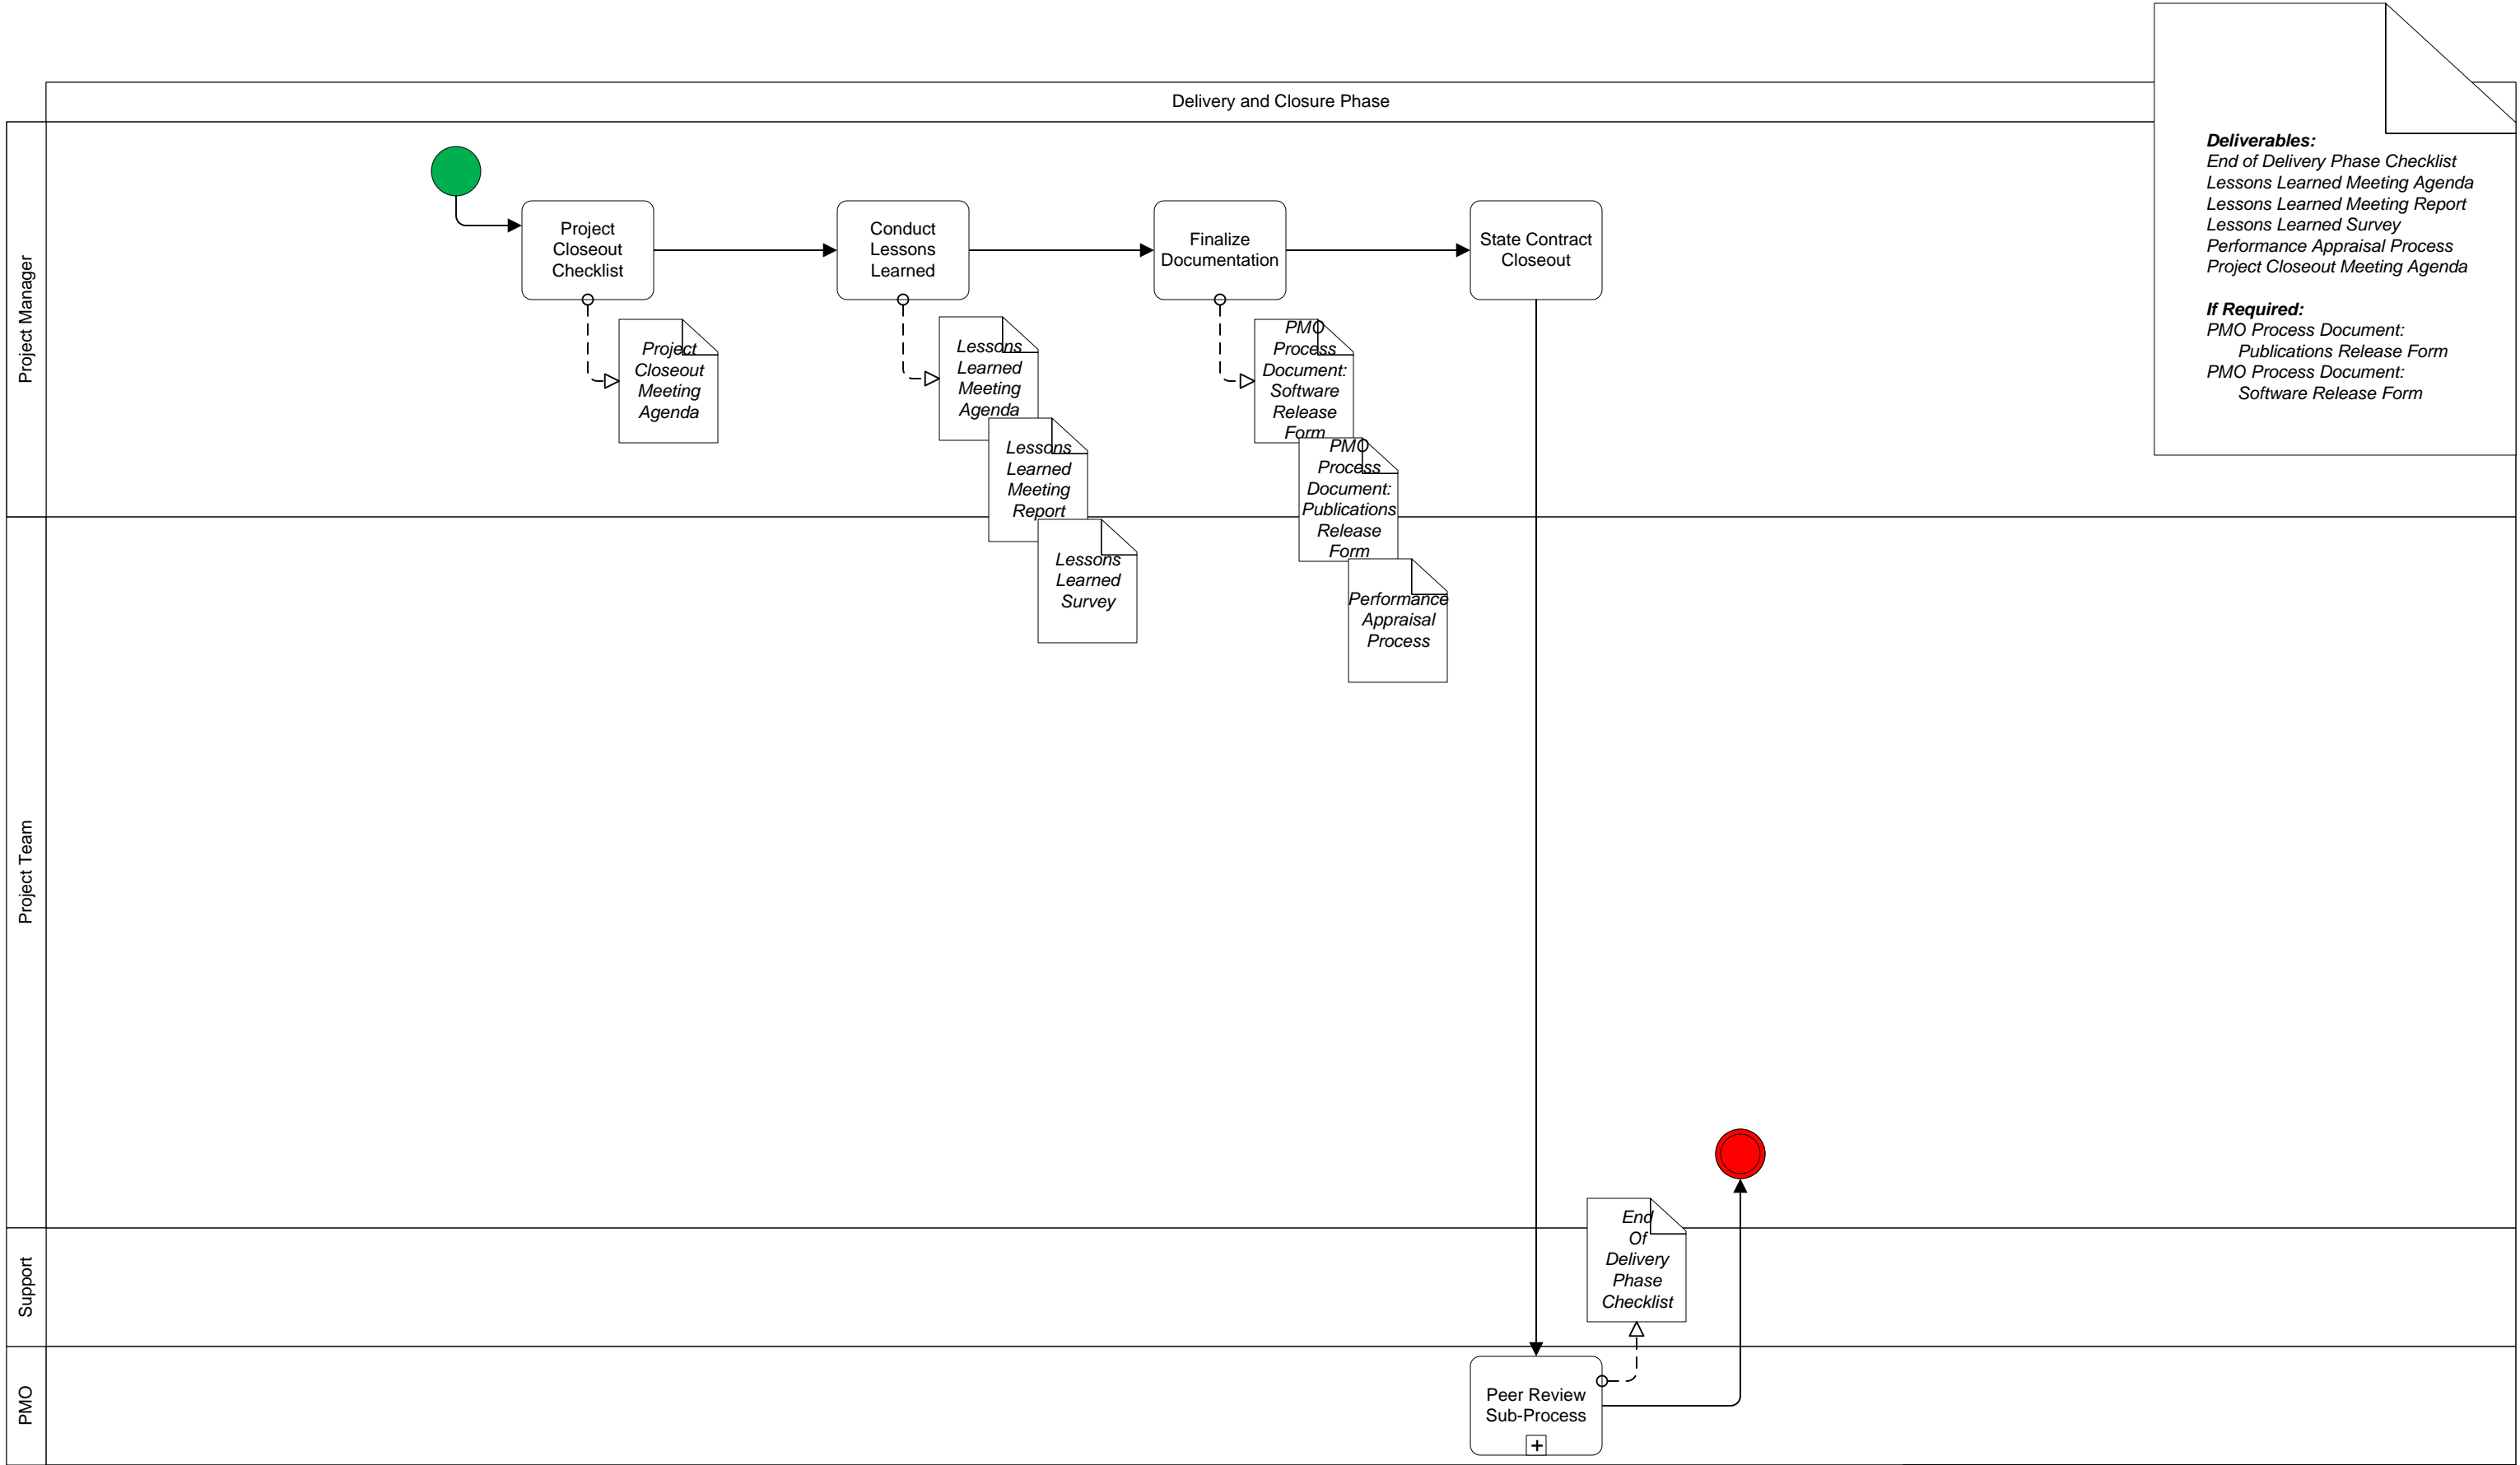 Delivery and Closure Phase
Deliverables:
End of Delivery Phase Checklist
Lessons Learned Meeting Agenda
Lessons Learned Meeting Report
Lessons Learned Survey
Performance Appraisal Process
Project Closeout Meeting Agenda
If Required:
PMO Process Document:
Publications Release Form
PMO Process Document:
Software Release Form
Project Manager
Project
Closeout
Checklist
Conduct
Lessons
Learned
Finalize
Documentation
State Contract
Closeout
Project
Closeout
Meeting
Agenda
Lessons
Learned
Meeting
Agenda
Lessons
Learned
Meeting
Report
Lessons
Learned
Survey
PMO
Process
Document:
Software
Release
Form
PMO
Process
Document:
Publications
Release
Form
Performance
Appraisal
Process
Project Team
Support
End
Of
Delivery
Phase
Checklist
PMO
Peer Review
Sub-Process
+